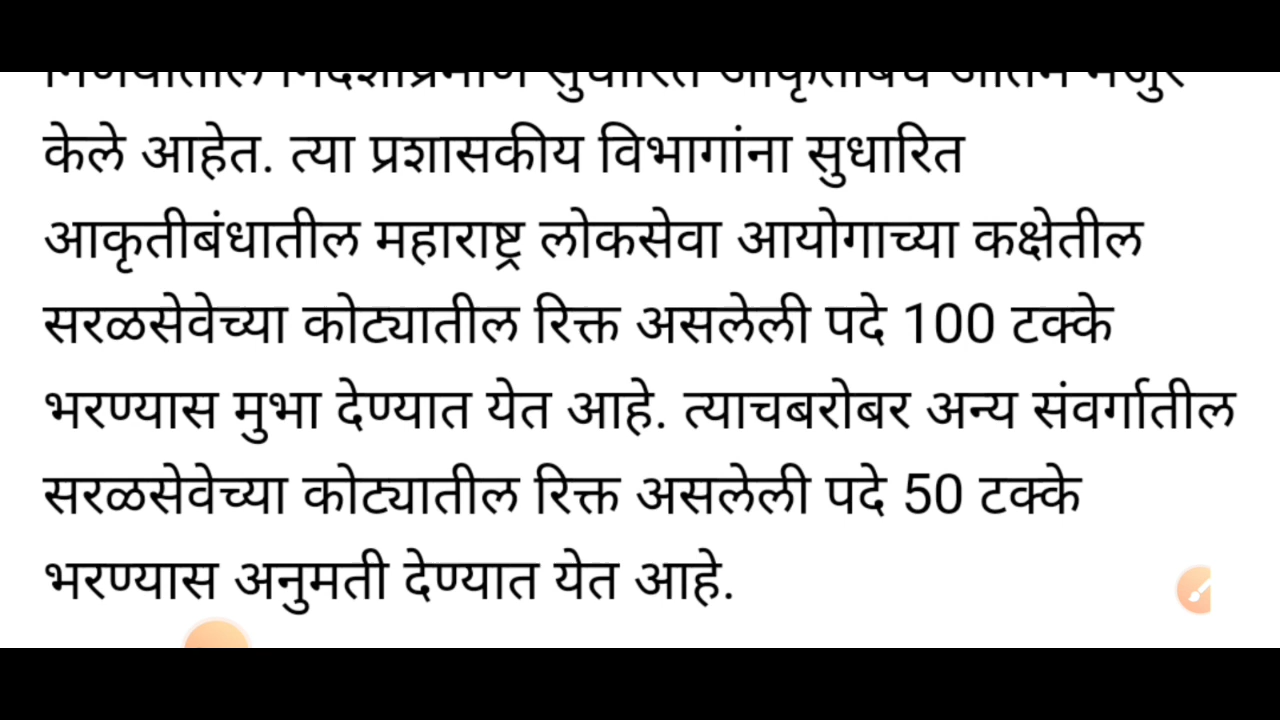 केले आहेत. त्या प्रशासकीय विभागांना सुधारित
आकृतीबंधातील महाराष्ट्र लोकसेवा आयोगाच्या कक्षेतील
सरळसेवेच्या कोट्यातील रिक्त असलेली पदे 100 टक्के
भरण्यास मुभा देण्यात येत आहे. त्याचबरोबर अन्य संवर्गातील
सरळसेवेच्या कोट्यातील रिक्त असलेली पदे 50 टक्के
भरण्यास अनुमती देण्यात येत आहे.